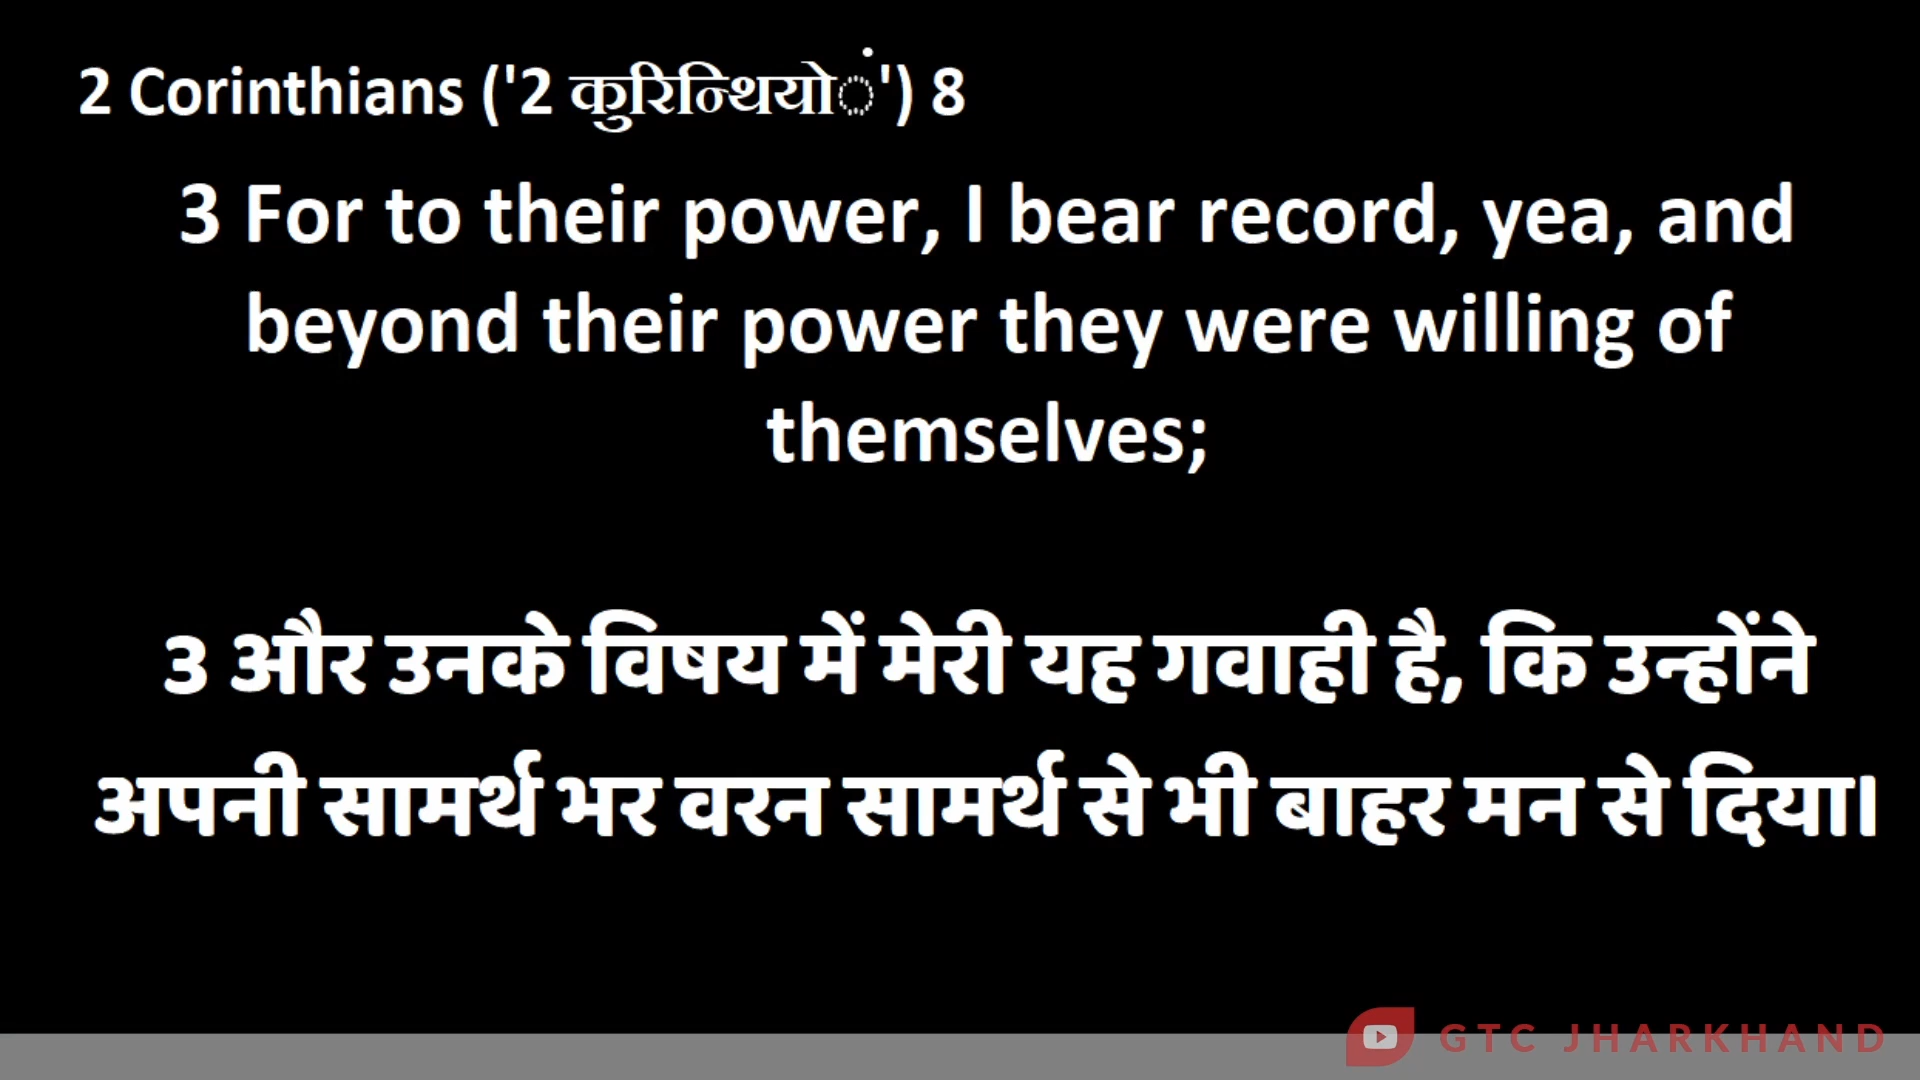 2 Corinthians ('2 कुरिन्थियों') 8
3 For to their power, I bear record, yea, and
beyond their power they were willing of
themselves;
3 और उनके विषय में मेरी यह गवाही है, कि उन्होंने
अपनी सामर्थ भर वरन सामर्थ से भी बाहर मन से दिया।
GTC JHARKHAND